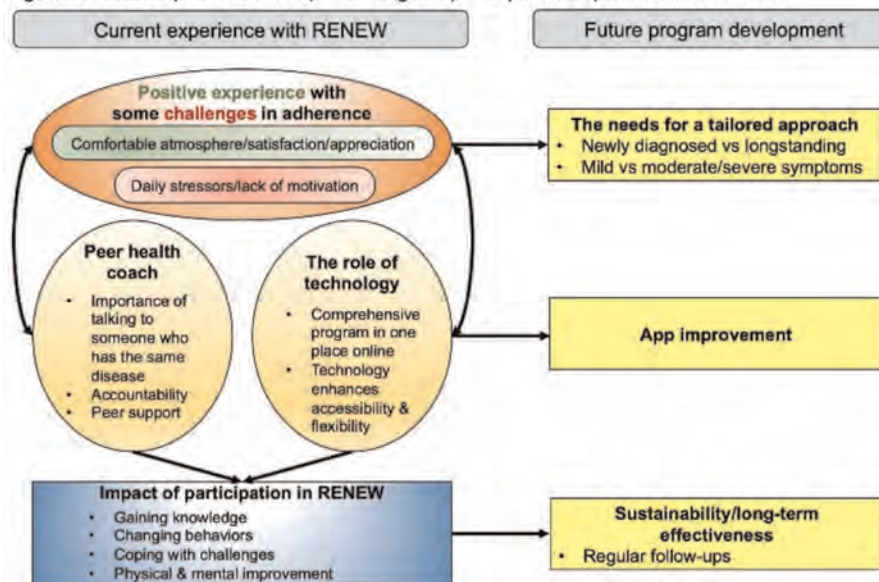 Current experience with RENEW
Future program development
Positive experience with
some challenges in adherence
Comfortable atmosphere/satisfaction/appreciation
Daily stressors/lack of motivation
The needs for a tailored approach
• Newly diagnosed vs longstanding
• Mild vs moderate/severe symptoms
Peer health
coach
• Importance of
talking to
someone who
has the same
disease
• Accountability
• Peer support
The role of
technology
• Comprehensive
program in one
place online
• Technology
enhances
accessibility &
flexibility
App improvement
Impact of participation in RENEW
• Gaining knowledge
• Changing behaviors
• Coping with challenges
• Physical & mental improvement
Sustainability/long-term
effectiveness
• Regular follow-ups